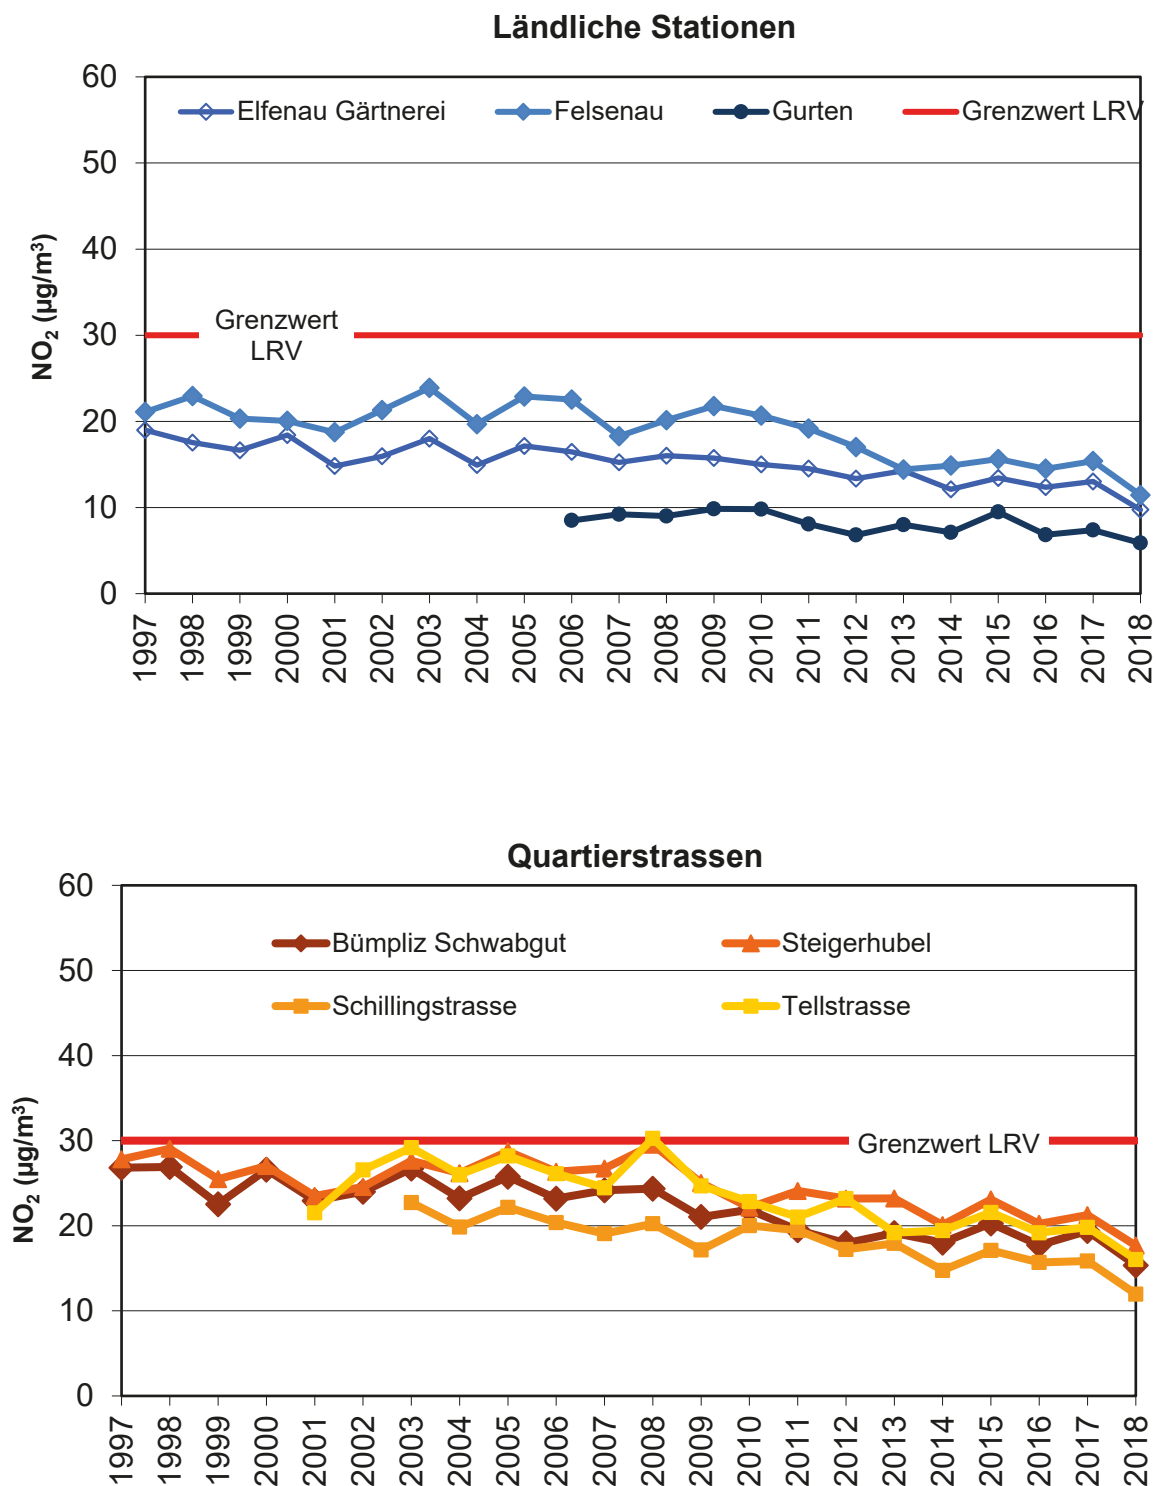 Ländliche Stationen
60
Elfenau Gärtnerei Felsenau Gurten Grenzwert LRV
50
40
Grenzwert
LRV
30
20
10
0
NO₂ (µg/m³)
1997 1998 1999 2000 2001 2002 2003 2004 2005 2006 2007 2008 2009 2010 2011 2012 2013 2014 2015 2016 2017 2018
Quartierstrassen
60
Bümpliz Schwabgut Steigerhubel
50
Schillingstrasse Tellstrasse
40
30
Grenzwert LRV
20
10
0
NO₂ (µg/m³)
1997 1998 1999 2000 2001 2002 2003 2004 2005 2006 2007 2008 2009 2010 2011 2012 2013 2014 2015 2016 2017 2018